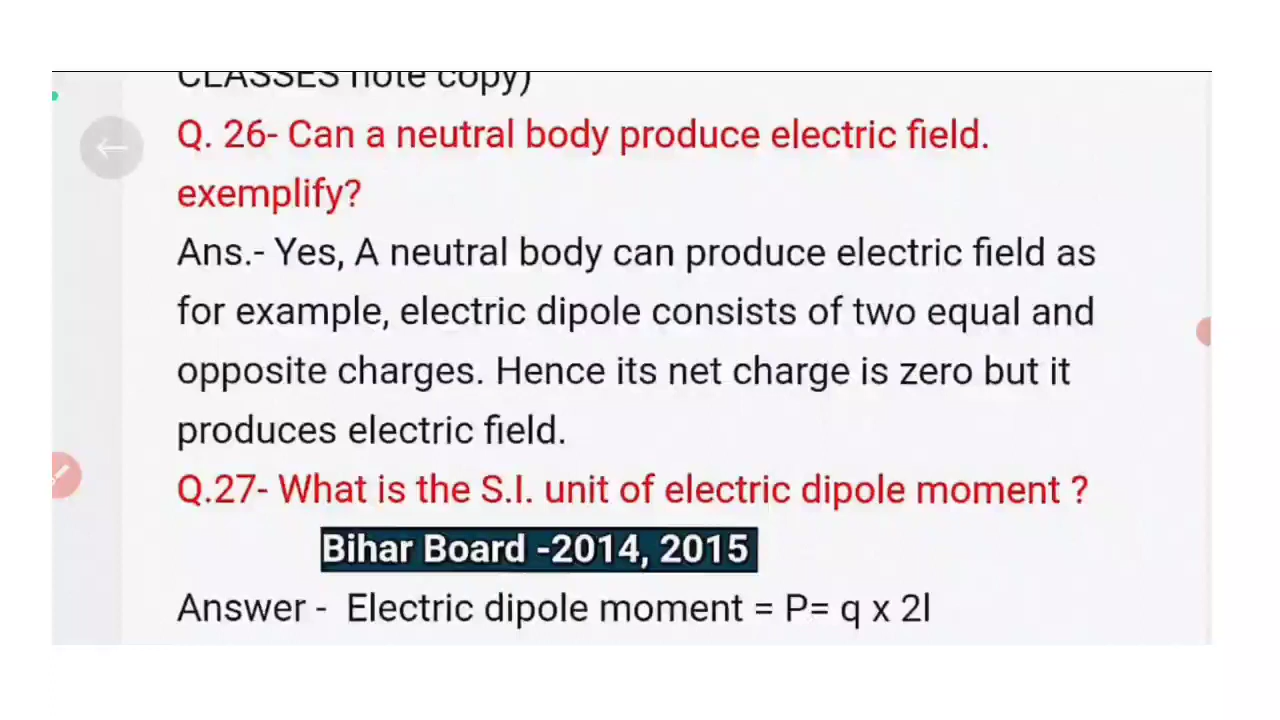 CLASSES note copy)
Q. 26- Can a neutral body produce electric field.
exemplify?
Ans.- Yes, A neutral body can produce electric field as
for example, electric dipole consists of two equal and
opposite charges. Hence its net charge is zero but it
produces electric field.
Q.27- What is the S.I. unit of electric dipole moment ?
Bihar Board -2014, 2015
Answer - Electric dipole moment = P= q x 2l